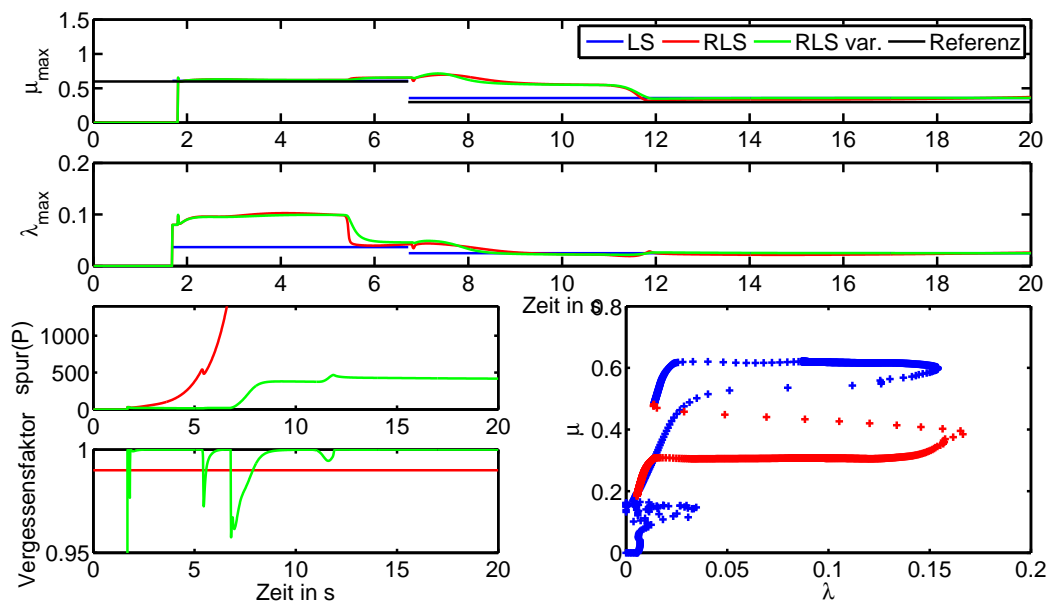 1.5
1
0.5
0
μmax
LS RLS RLS var. Referenz
0 2 4 6 8 10 12 14 16 18 20
0.2
0.1
0
λmax
0 2 4 6 8 10 12 14 16 18 20
Zeit in s
1000
500
0
spur(P)
0 5 10 15 20
1
0.95
Vergessensfaktor
0 5 10 15 20
Zeit in s
0.8
0.6
0.4
0.2
0
μ
0 0.05 0.1 0.15 0.2
λ